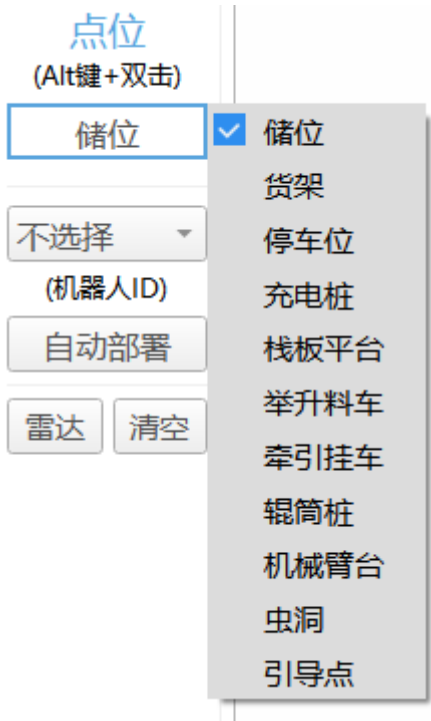 点位
(Alt键+双击)
储位
不选择
(机器人ID)
自动部署
雷达 清空
储位
货架
停车位
充电桩
栈板平台
举升料车
牵引挂车
辊筒桩
机械臂台
虫洞
引导点